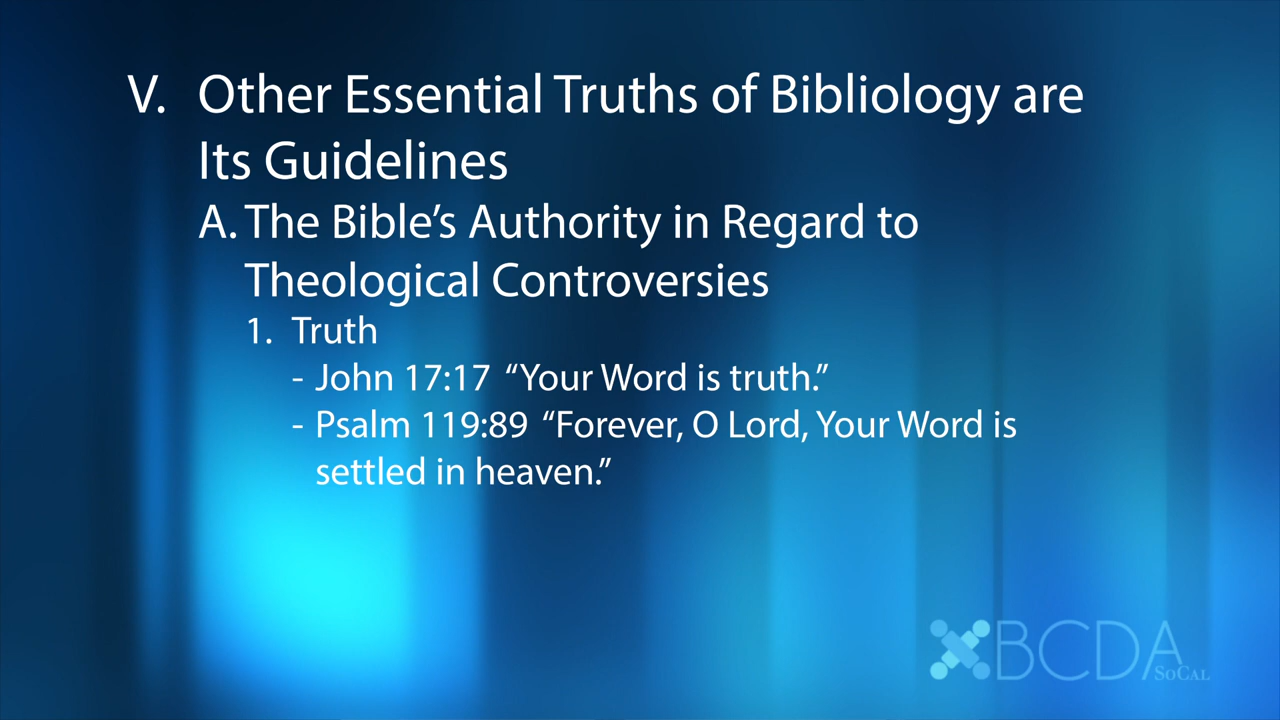 V. Other Essential Truths of Bibliology are
Its Guidelines
A. The Bible’s Authority in Regard to
Theological Controversies
1. Truth
- John 17:17 “Your Word is truth.”
- Psalm 119:89 “Forever, O Lord, Your Word is
settled in heaven.”
BCDA
SoCal